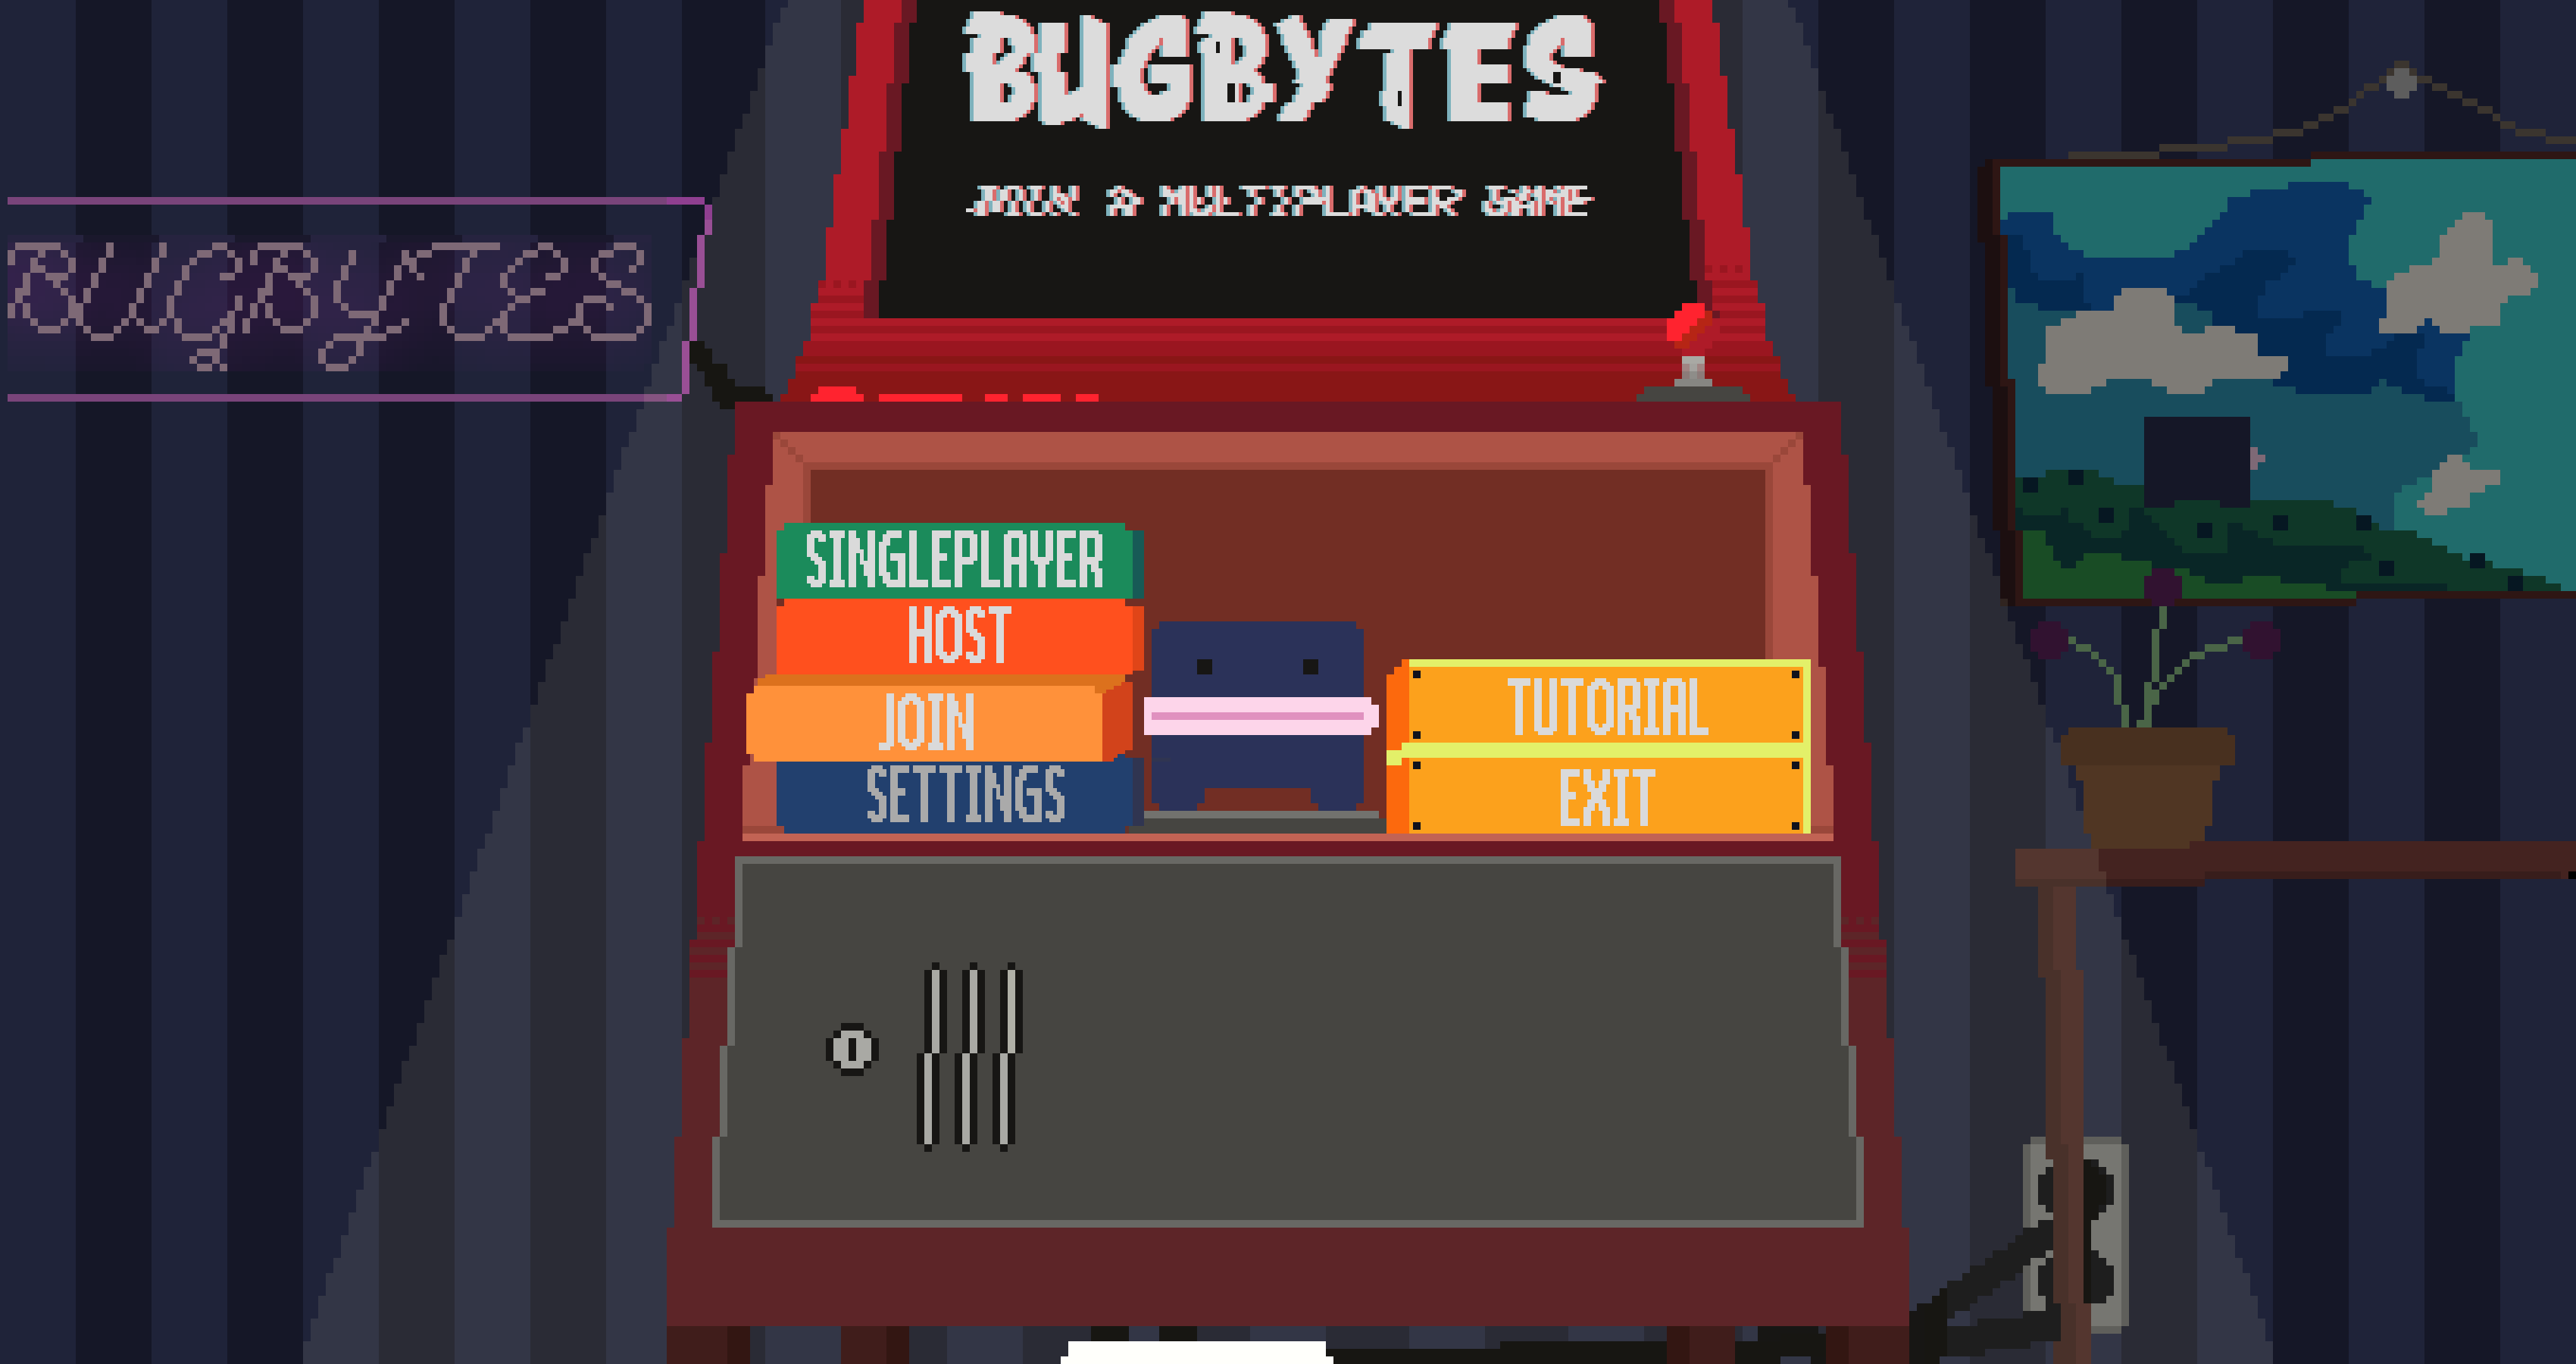 BUGBYTES
JOIN A MULTIPLAYER GAME
BUGBYTES
SINGLEPLAYER
HOST
JOIN
SETTINGS
TUTORIAL
EXIT